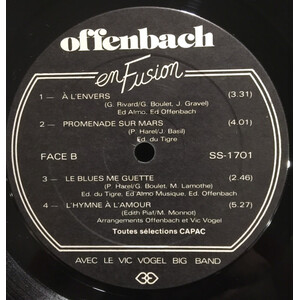 offenbach
en Fusion
1 — À L'ENVERS (3.31)
(G. Rivard/G. Boulet, J. Gravel)
Ed Almo, Ed Offenbach
2 — PROMENADE SUR MARS (4.01)
(P. Harel/J. Basil)
Ed. du Tigre
FACE B SS-1701
3 — LE BLUES ME GUETTE (2.46)
(P. Harel/G. Boulet, M. Lamothe)
Ed. du Tigre, Ed Almo Musique. Ed. Offenbach
4 — L'HYMNE À L'AMOUR (5.27)
(Edith Piaf/M. Monnot)
Arrangements Offenbach et Vic Vogel
Toutes sélections CAPAC
AVEC LE VIC VOGEL BIG BAND